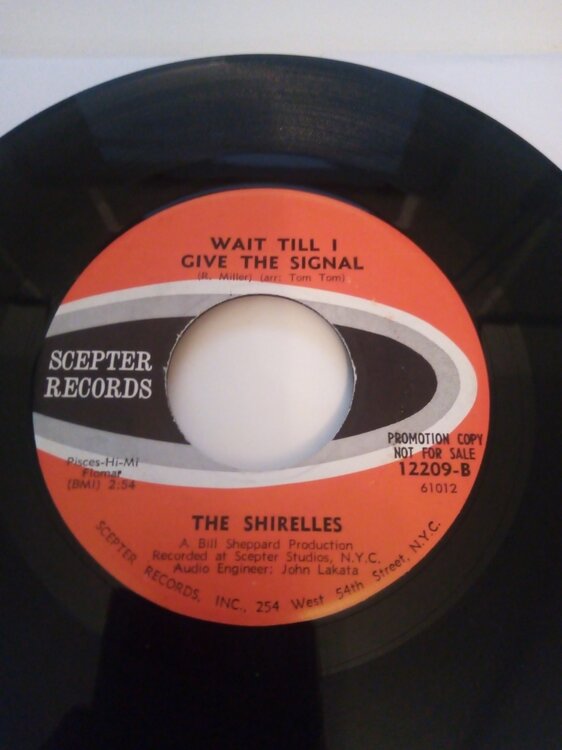 WAIT TILL I
GIVE THE SIGNAL
(R. Miller) (arr: Tom Tom)
SCEPTER
RECORDS
PROMOTION COPY
NOT FOR SALE
12209-B
61012
Pisces-Hi-Mi
Flomar
(BMI) 2:54
THE SHIRELLES
A Bill Sheppard Production
Recorded at Scepter Studios, N.Y.C.
Audio Engineer: John Lakata
SCEPTER RECORDS, INC., 254 West 54th Street, N.Y.C.